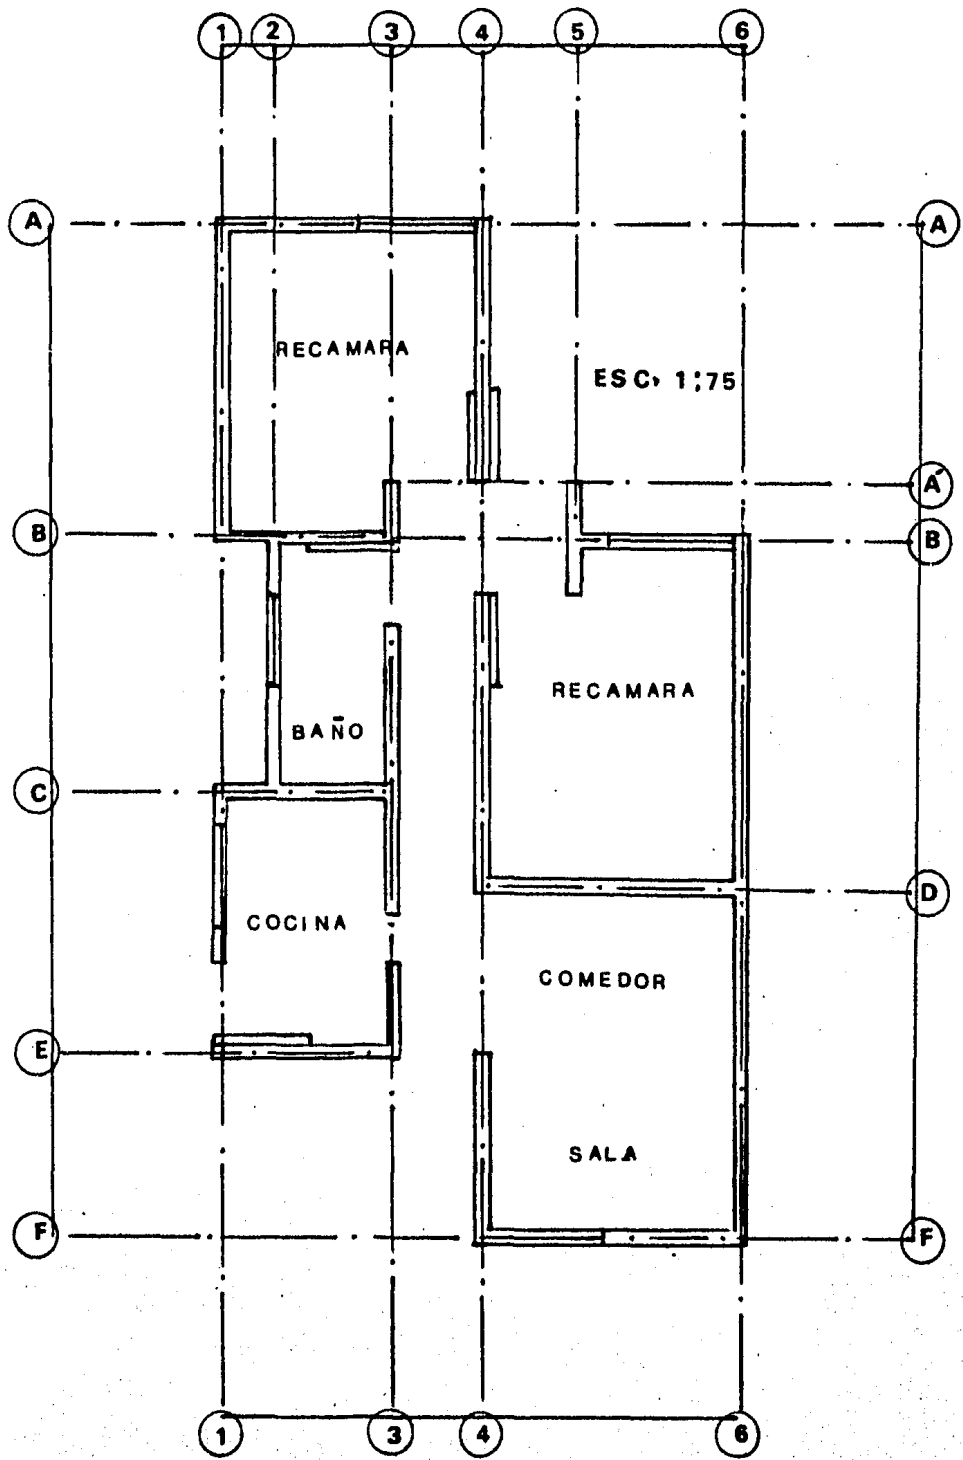 1 2 3 4 5 6
A A
RECAMARA
ESC. 1:75
A'
B B
RECAMARA
BAÑO
C
D
COCINA
COMEDOR
E
SALA
F F
1 3 4 6